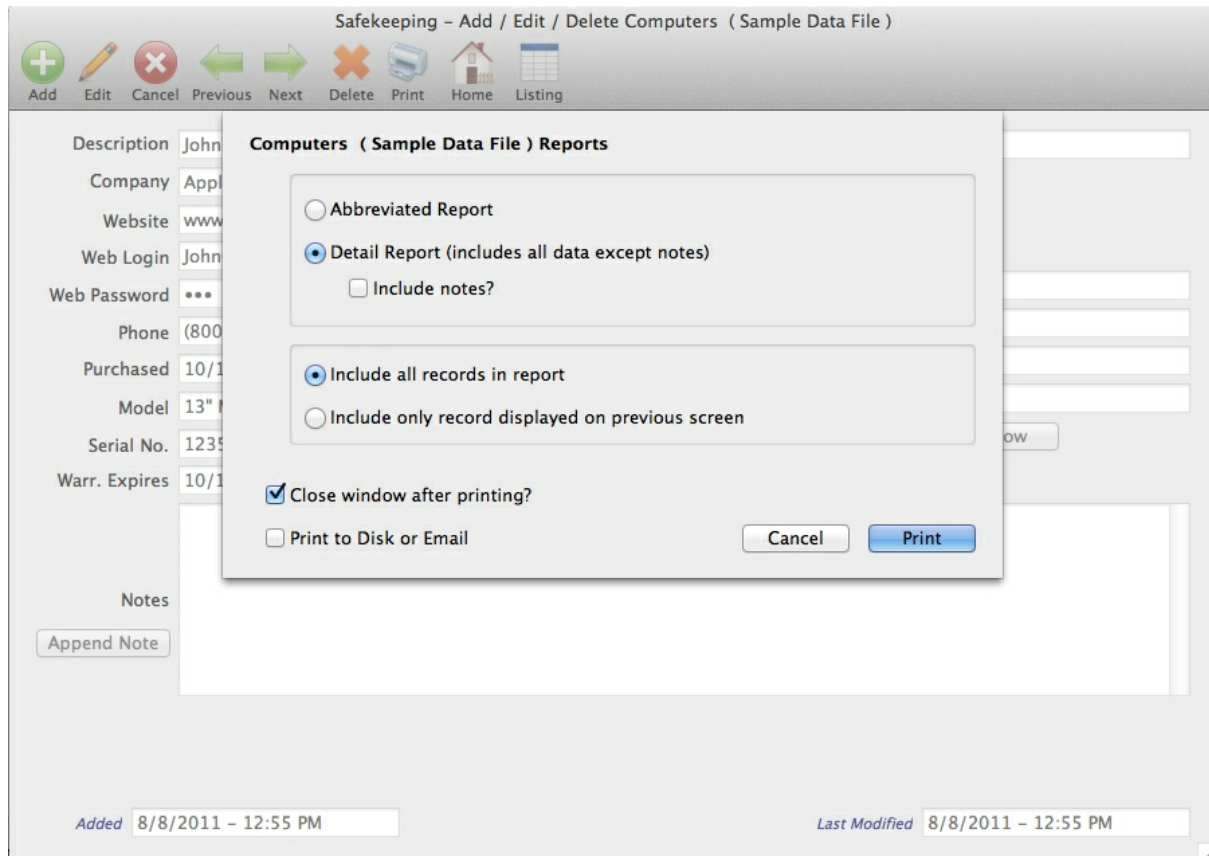 Safekeeping – Add / Edit / Delete Computers ( Sample Data File )
Add Edit Cancel Previous Next Delete Print Home Listing
Computers ( Sample Data File ) Reports
Description John
Company Appl
Website www
Web Login John
Web Password •••
Phone (800
Purchased 10/1
Model 13"
Serial No. 1235
Warr. Expires 10/1
Abbreviated Report
Detail Report (includes all data except notes)
Include notes?
Include all records in report
Include only record displayed on previous screen
ow
Close window after printing?
Print to Disk or Email
Cancel Print
Notes
Append Note
Added 8/8/2011 – 12:55 PM
Last Modified 8/8/2011 – 12:55 PM